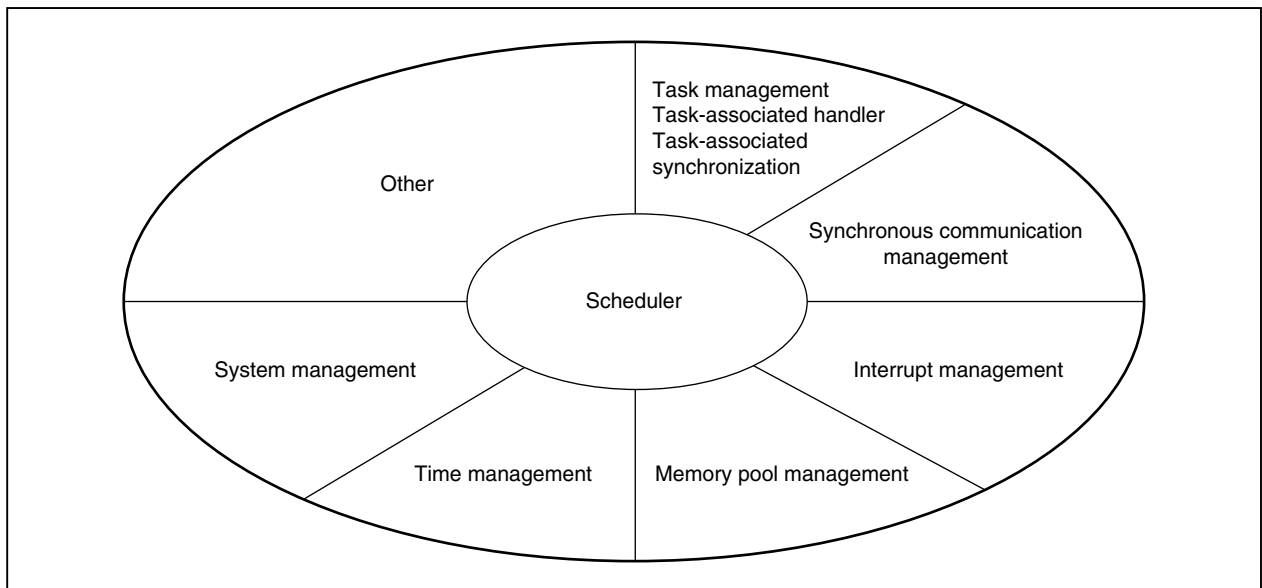 Task management
Task-associated handler
Task-associated
synchronization
Other
Synchronous communication
management
Scheduler
System management
Interrupt management
Time management
Memory pool management